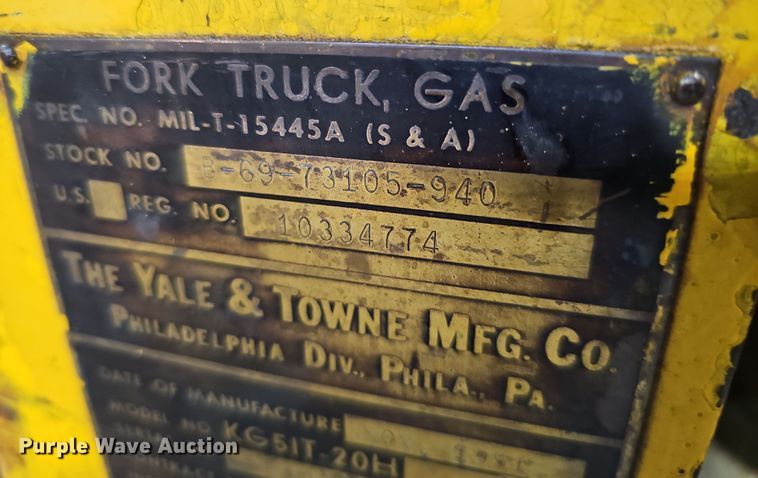 FORK TRUCK, GAS
SPEC. NO. MIL-T-15445A (S & A)
STOCK NO. B-69-73105-940
U.S. REG. NO. 10334774
THE YALE & TOWNE MFG. CO.
PHILADELPHIA DIV., PHILA., PA.
DATE OF MANUFACTURE
MODEL NO. KG51T-20H
Purple Wave Auction